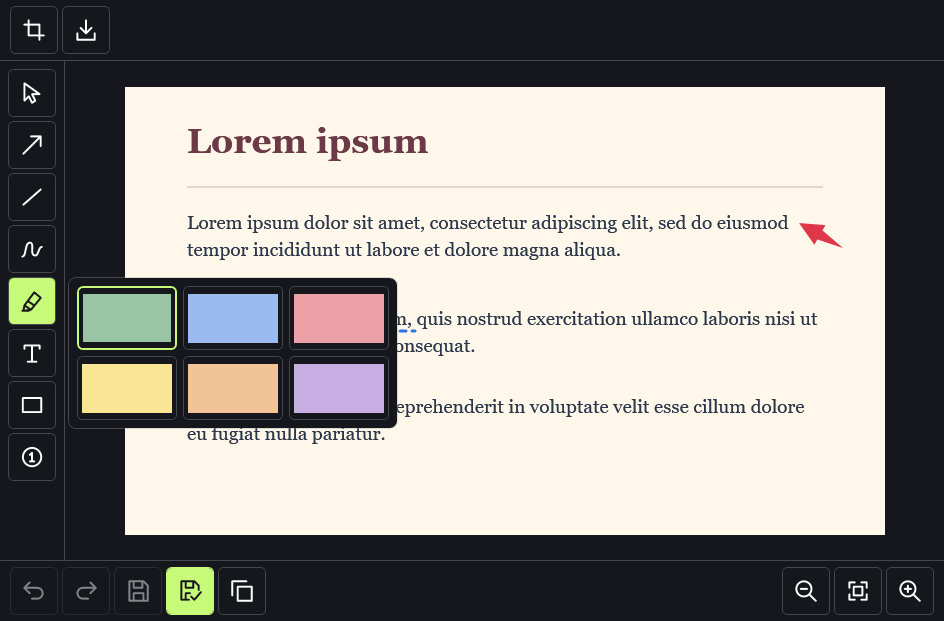 Lorem ipsum
Lorem ipsum dolor sit amet, consectetur adipiscing elit, sed do eiusmod
tempor incididunt ut labore et dolore magna aliqua.
quis nostrud exercitation ullamco laboris nisi ut
onsequat.
eprehenderit in voluptate velit esse cillum dolore
T
eu fugiat nulla pariatur.
1